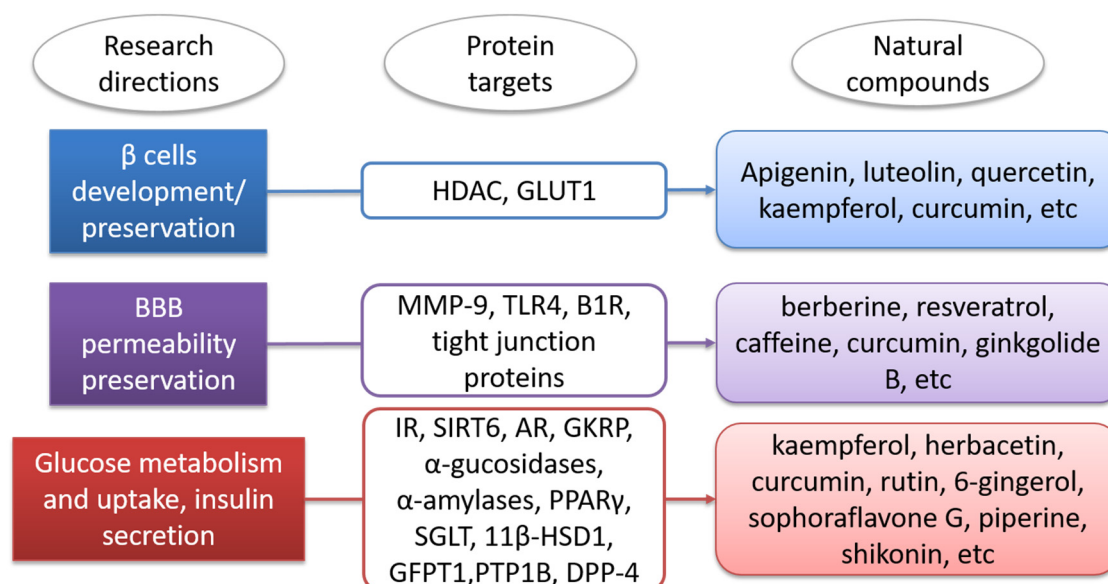 Research
directions
Protein
targets
Natural
compounds
β cells
development/
preservation
HDAC, GLUT1
Apigenin, luteolin, quercetin,
kaempferol, curcumin, etc
BBB
permeability
preservation
MMP-9, TLR4, B1R,
tight junction
proteins
berberine, resveratrol,
caffeine, curcumin, ginkgolide
B, etc
Glucose metabolism
and uptake, insulin
secretion
IR, SIRT6, AR, GKRP,
α-gucosidases,
α-amylases, PPARγ,
SGLT, 11β-HSD1,
GFPT1,PTP1B, DPP-4
kaempferol, herbacetin,
curcumin, rutin, 6-gingerol,
sophoraflavone G, piperine,
shikonin, etc